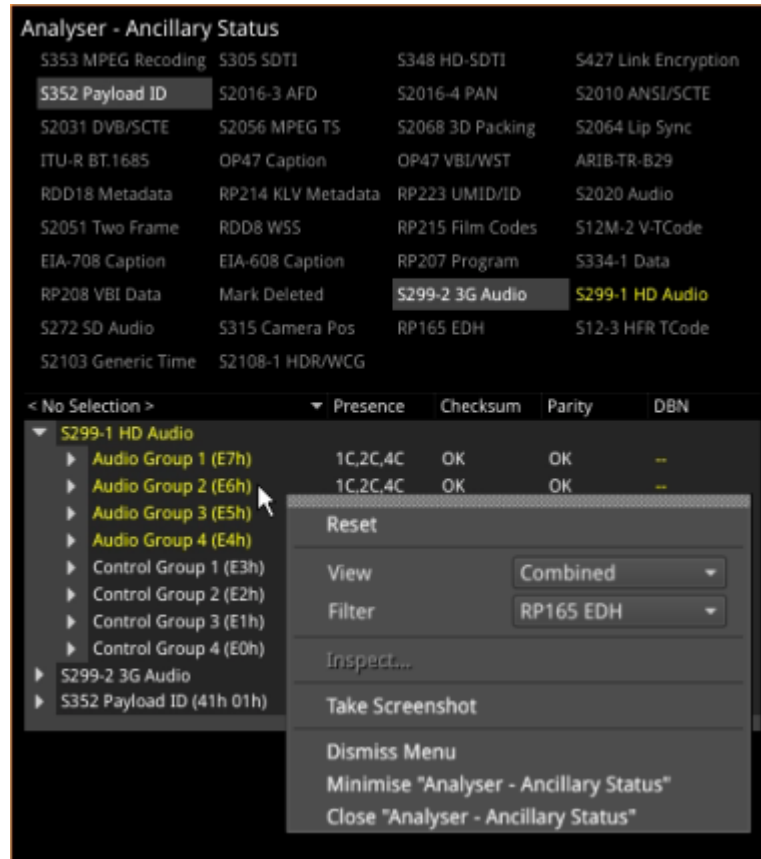 Analyser - Ancillary Status
S353 MPEG Recording S305 SDTI S348 HD-SDTI S427 Link Encryption
S352 Payload ID S2016-3 AFD S2016-4 PAN S2010 ANSI/SCTE
S2031 DVB/SCTE S2056 MPEG TS S2068 3D Packing S2064 Lip Sync
ITU-R BT.1685 OP47 Caption OP47 VBI/WST ARIB-TR-B29
RDD18 Metadata RP214 KLV Metadata RP223 UMID/ID S2020 Audio
S2051 Two Frame RDD8 WSS RP215 Film Codes S12M-2 V-TCode
EIA-708 Caption EIA-608 Caption RP207 Program S334-1 Data
RP208 VBI Data Mark Deleted S299-2 3G Audio S299-1 HD Audio
S272 SD Audio S315 Camera Pos RP165 EDH S12-3 HFR TCode
S2103 Generic Time S2108-1 HDR/WCG
< No Selection > Presence Checksum Parity DBN
S299-1 HD Audio
Audio Group 1 (E7h) 1C,2C,4C OK OK --
Audio Group 2 (E6h) 1C,2C,4C OK OK --
Audio Group 3 (E5h)
Audio Group 4 (E4h)
Control Group 1 (E3h)
Control Group 2 (E2h)
Control Group 3 (E1h)
Control Group 4 (E0h)
S299-2 3G Audio
S352 Payload ID (41h 01h)
Reset
View Combined
Filter RP165 EDH
Inspect...
Take Screenshot
Dismiss Menu
Minimise "Analyser - Ancillary Status"
Close "Analyser - Ancillary Status"